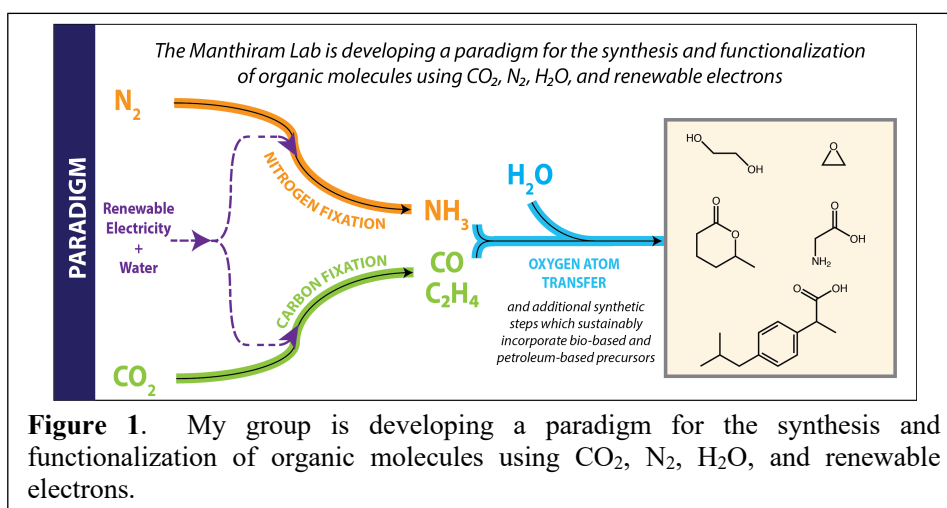 The Manthiram Lab is developing a paradigm for the synthesis and functionalization
of organic molecules using CO₂, N₂, H₂O, and renewable electrons
PARADIGM
N₂
NITROGEN FIXATION
Renewable
Electricity
+
Water
NH₃
CARBON FIXATION
CO
C₂H₄
CO₂
H₂O
OXYGEN ATOM
TRANSFER
and additional synthetic
steps which sustainably
incorporate bio-based and
petroleum-based precursors
HO
OH
O
O
O
O
OH
NH₂
O
OH
Figure 1. My group is developing a paradigm for the synthesis and
functionalization of organic molecules using CO₂, N₂, H₂O, and renewable
electrons.